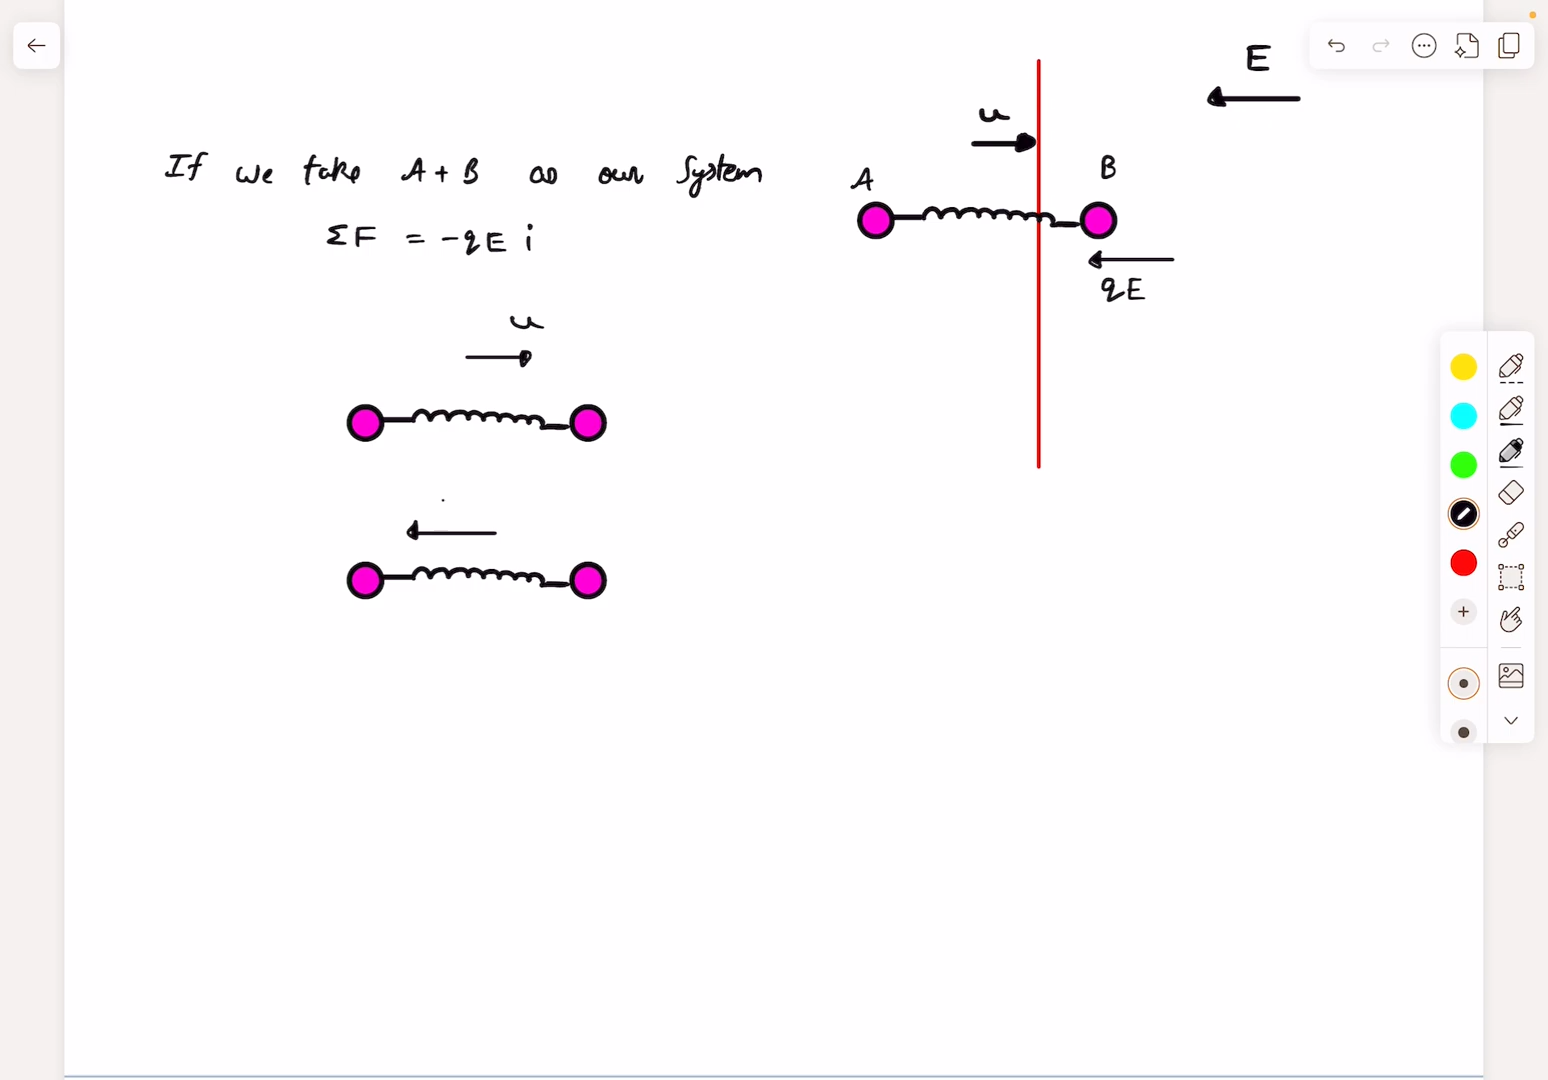 E
u
If we take A + B as our System
A
B
ΣF = -qE i
qE
u